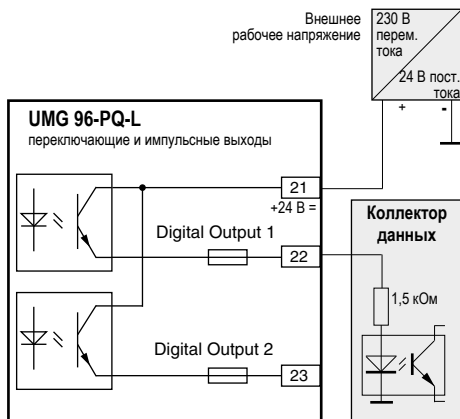 Внешнее
рабочее напряжение
230 В
перем.
тока
24 В пост.
тока
+ -
UMG 96-PQ-L
переключающие и импульсные выходы
21
+24 В =
Digital Output 1
22
Коллектор
данных
1,5 кОм
Digital Output 2
23